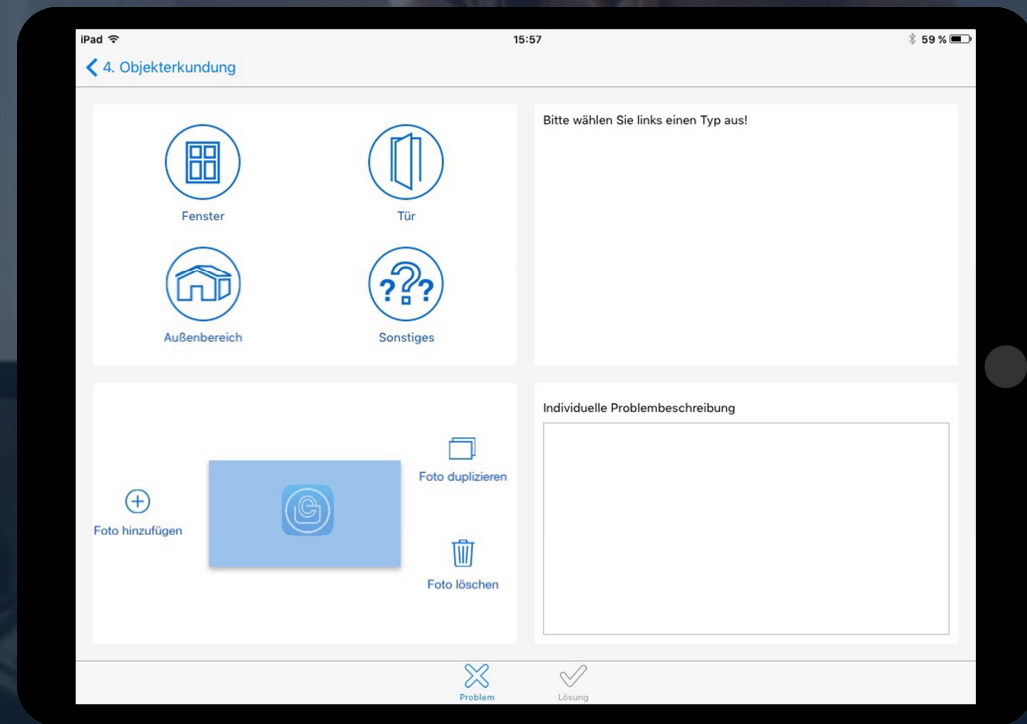 iPad
15:57
59 %
4. Objekterkundung
Fenster
Tür
Außenbereich
Sonstiges
Bitte wählen Sie links einen Typ aus!
Foto hinzufügen
Foto duplizieren
Foto löschen
Individuelle Problembeschreibung
Problem
Lösung